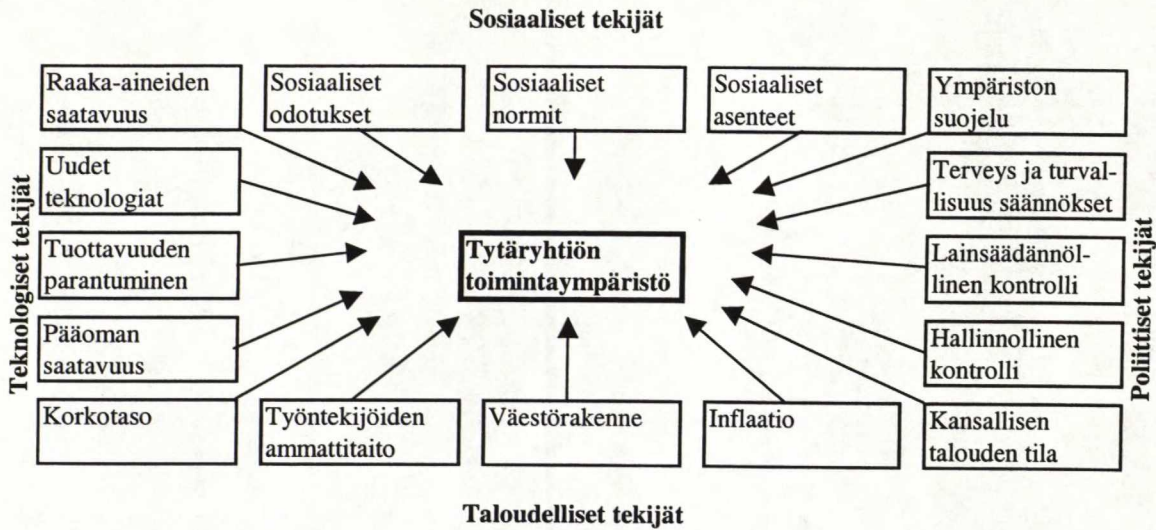 Sosiaaliset tekijät
Raaka-aineiden
saatavuus
Sosiaaliset
odotukset
Sosiaaliset
normit
Sosiaaliset
asenteet
Ympäriston
suojelu
Uudet
teknologiat
Terveys ja turval-
lisuus säännökset
Teknologiset tekijät
Tuottavuuden
parantuminen
Tytäryhtiön
toimintaympäristö
Lainsäädännöl-
linen kontrolli
Poliittiset tekijät
Pääoman
saatavuus
Hallinnollinen
kontrolli
Korkotaso
Työntekijöiden
ammattitaito
Väestörakenne
Inflaatio
Kansallisen
talouden tila
Taloudelliset tekijät